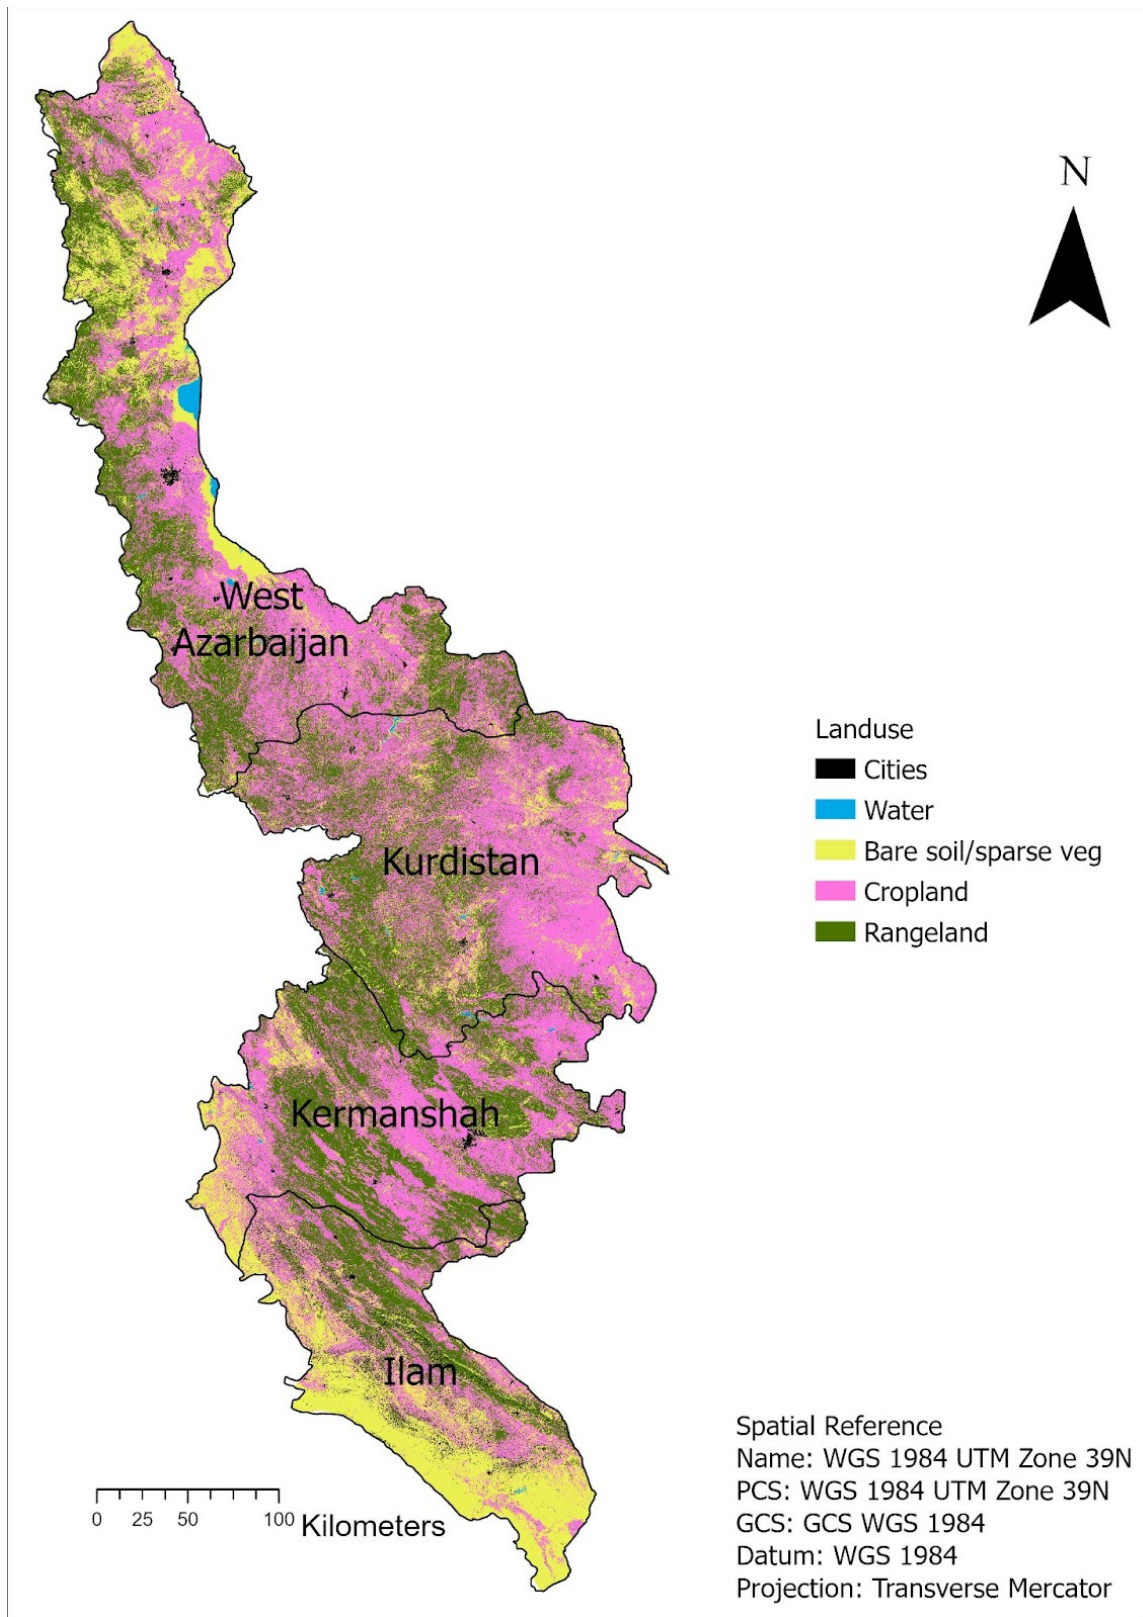 N
West
Azarbaijan
Landuse
Cities
Water
Bare soil/sparse veg
Cropland
Rangeland
Kurdistan
Kermanshah
Ilam
0 25 50 100 Kilometers
Spatial Reference
Name: WGS 1984 UTM Zone 39N
PCS: WGS 1984 UTM Zone 39N
GCS: GCS WGS 1984
Datum: WGS 1984
Projection: Transverse Mercator